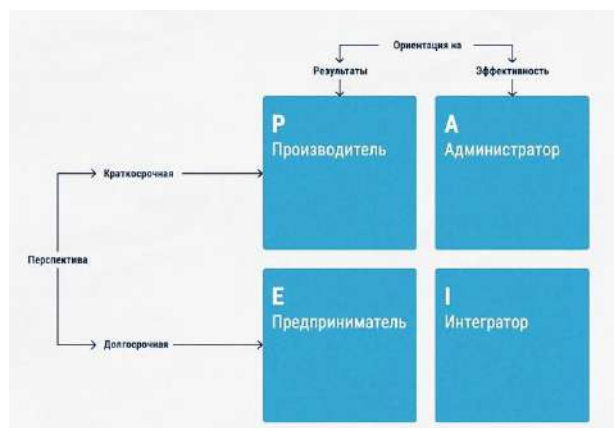 Ориентация на
Результаты
Эффективность
P
Производитель
A
Администратор
Краткосрочная
Перспектива
E
Предприниматель
I
Интегратор
Долгосрочная